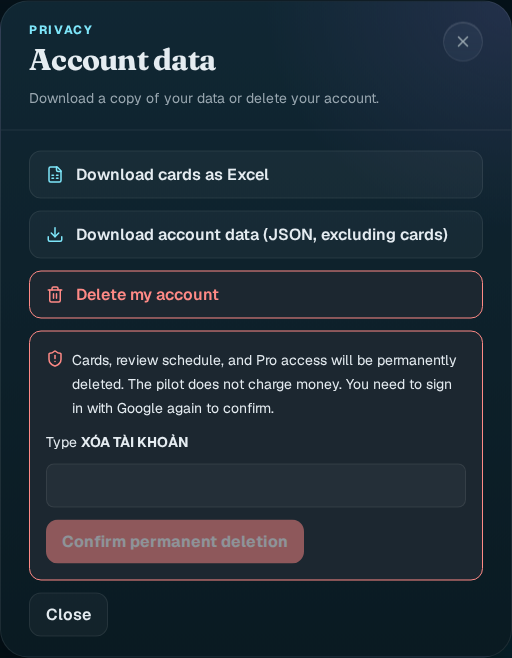 PRIVACY
Account data
Download a copy of your data or delete your account.
Download cards as Excel
Download account data (JSON, excluding cards)
Delete my account
Cards, review schedule, and Pro access will be permanently
deleted. The pilot does not charge money. You need to sign
in with Google again to confirm.
Type XÓA TÀI KHOẢN
Confirm permanent deletion
Close